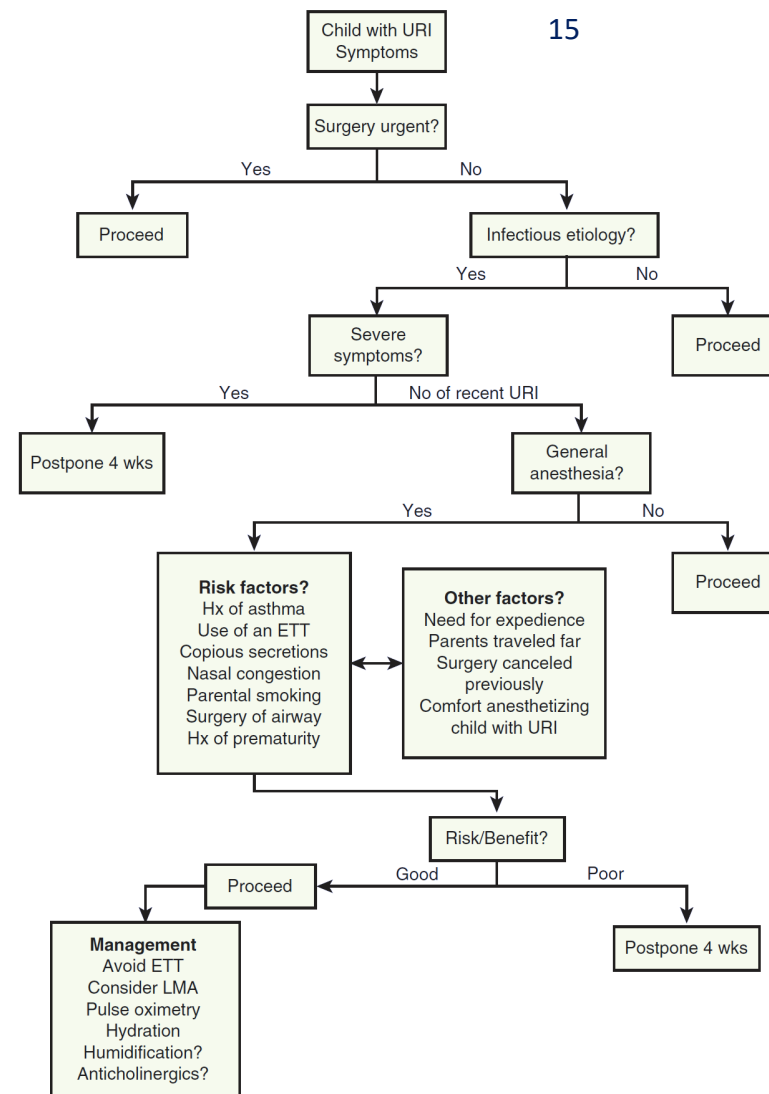 15
Child with URI
Symptoms
Surgery urgent?
Yes
No
Proceed
Infectious etiology?
Yes
No
Severe
symptoms?
Proceed
Yes
No of recent URI
Postpone 4 wks
General
anesthesia?
Yes
No
Proceed
Risk factors?
Hx of asthma
Use of an ETT
Copious secretions
Nasal congestion
Parental smoking
Surgery of airway
Hx of prematurity
Other factors?
Need for expedience
Parents traveled far
Surgery canceled
previously
Comfort anesthetizing
child with URI
Risk/Benefit?
Good
Poor
Proceed
Postpone 4 wks
Management
Avoid ETT
Consider LMA
Pulse oximetry
Hydration
Humidification?
Anticholinergics?